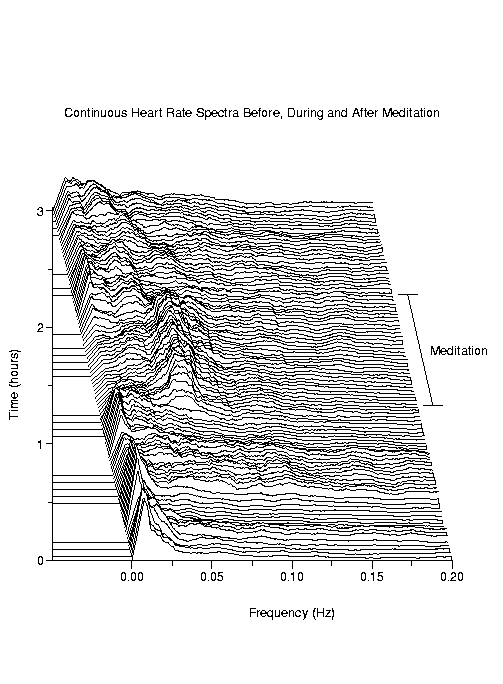 Continuous Heart Rate Spectra Before, During and After Meditation
3
2
1
0
Time (hours)
Meditation
0.00 0.05 0.10 0.15 0.20
Frequency (Hz)